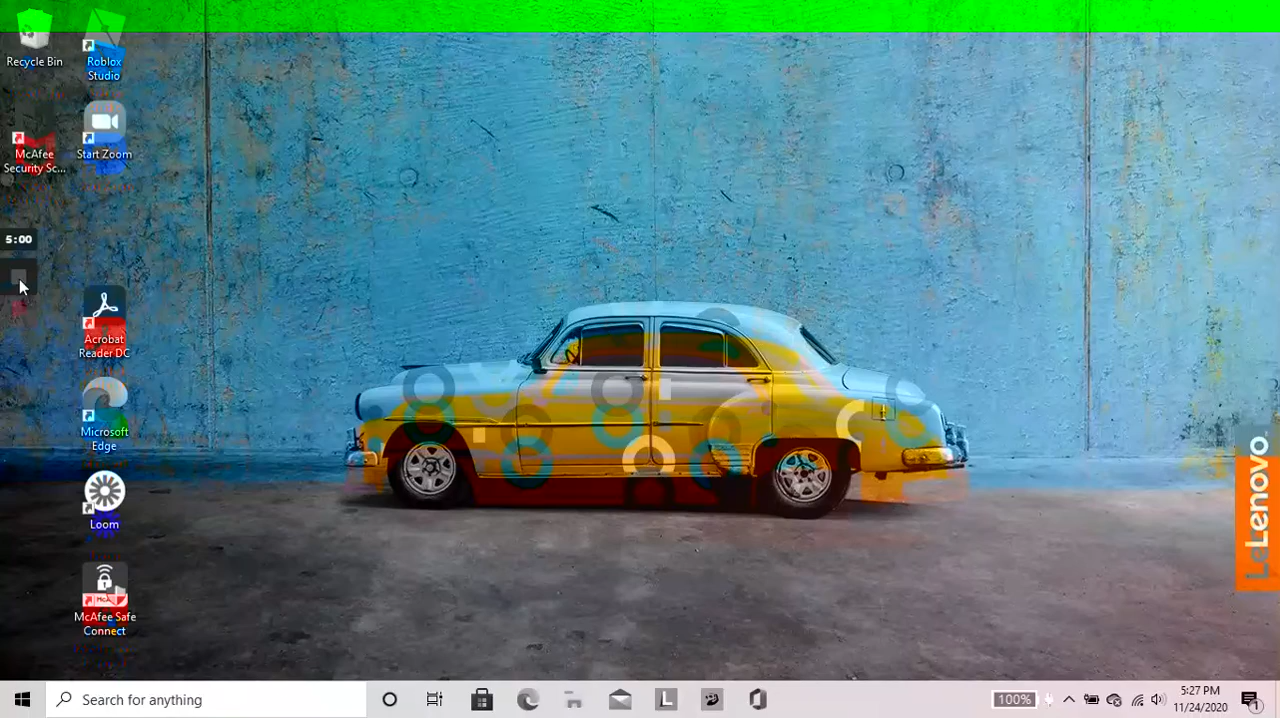 Recycle Bin
Roblox
Studio
McAfee
Security Sc...
Start Zoom
5:00
Acrobat
Reader DC
Microsoft
Edge
Loom
McAfee Safe
Connect
Lenovo
Search for anything
L
100%
5:27 PM
11/24/2020
1